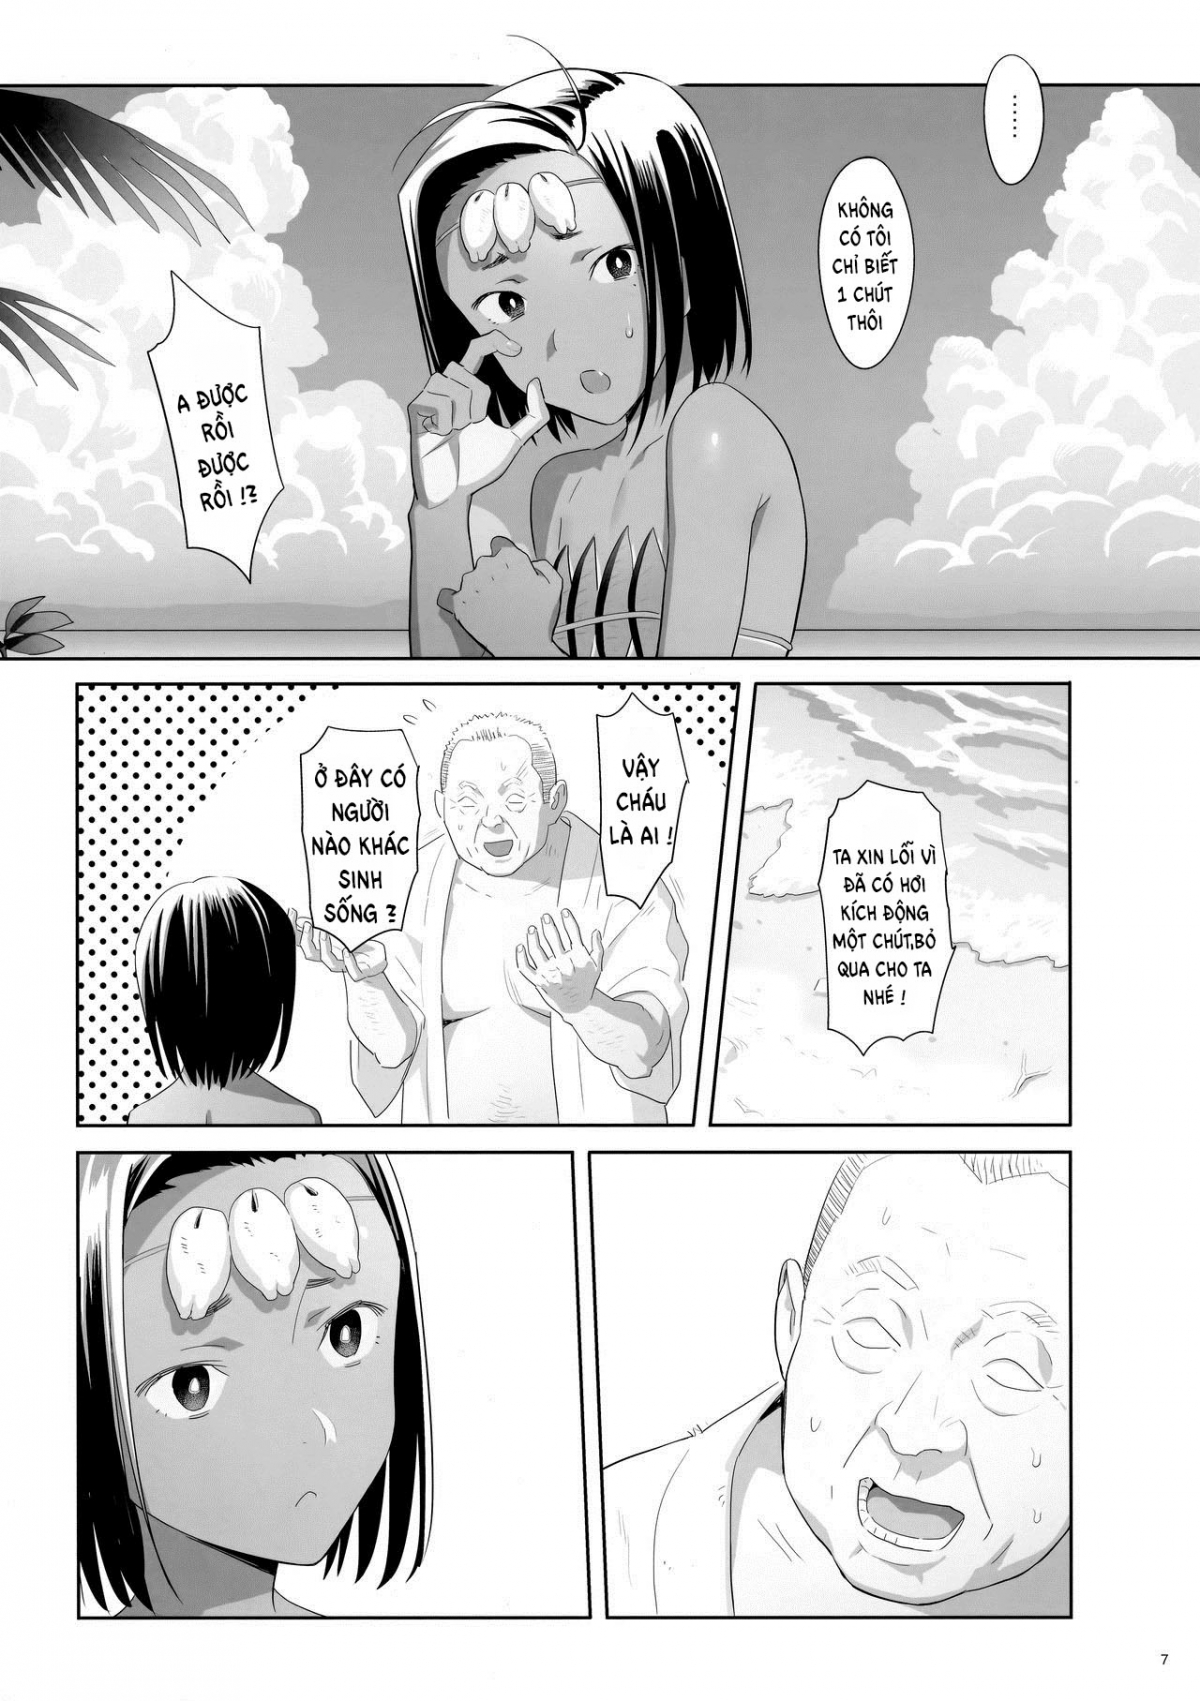 ........
KHÔNG
CÓ TÔI
CHỈ BIẾT
1 CHÚT
THÔI
A ĐƯỢC
RỒI
ĐƯỢC
RỒI !?
TA XIN LỖI VÌ
ĐÃ CÓ HƠI
KÍCH ĐỘNG
MỘT CHÚT,BỎ
QUA CHO TA
NHÉ !
VẬY
CHÁU
LÀ AI !
Ở ĐÂY CÓ
NGƯỜI
NÀO KHÁC
SINH
SỐNG ?
7